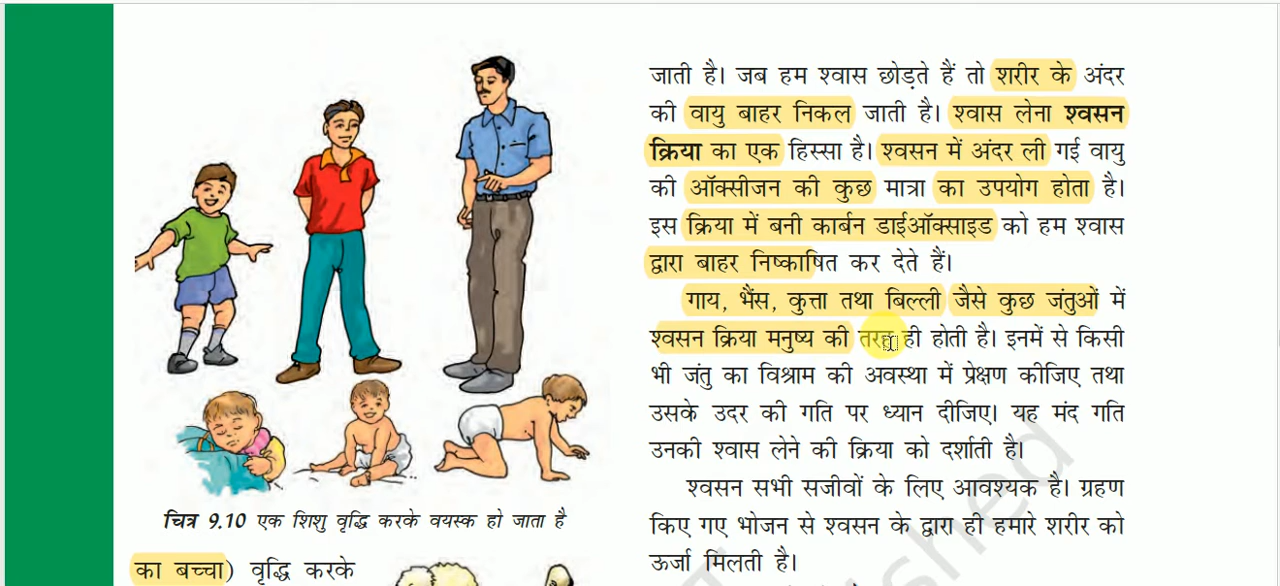 चित्र 9.10 एक शिशु वृद्धि करके वयस्क हो जाता है
का बच्चा) वृद्धि करके
जाती है। जब हम श्वास छोड़ते हैं तो शरीर के अंदर
की वायु बाहर निकल जाती है। श्वास लेना श्वसन
क्रिया का एक हिस्सा है। श्वसन में अंदर ली गई वायु
की ऑक्सीजन की कुछ मात्रा का उपयोग होता है।
इस क्रिया में बनी कार्बन डाईऑक्साइड को हम श्वास
द्वारा बाहर निष्काषित कर देते हैं।
गाय, भैंस, कुत्ता तथा बिल्ली जैसे कुछ जंतुओं में
श्वसन क्रिया मनुष्य की तरह ही होती है। इनमें से किसी
भी जंतु का विश्राम की अवस्था में प्रेक्षण कीजिए तथा
उसके उदर की गति पर ध्यान दीजिए। यह मंद गति
उनकी श्वास लेने की क्रिया को दर्शाती है।
श्वसन सभी सजीवों के लिए आवश्यक है। ग्रहण
किए गए भोजन से श्वसन के द्वारा ही हमारे शरीर को
ऊर्जा मिलती है।